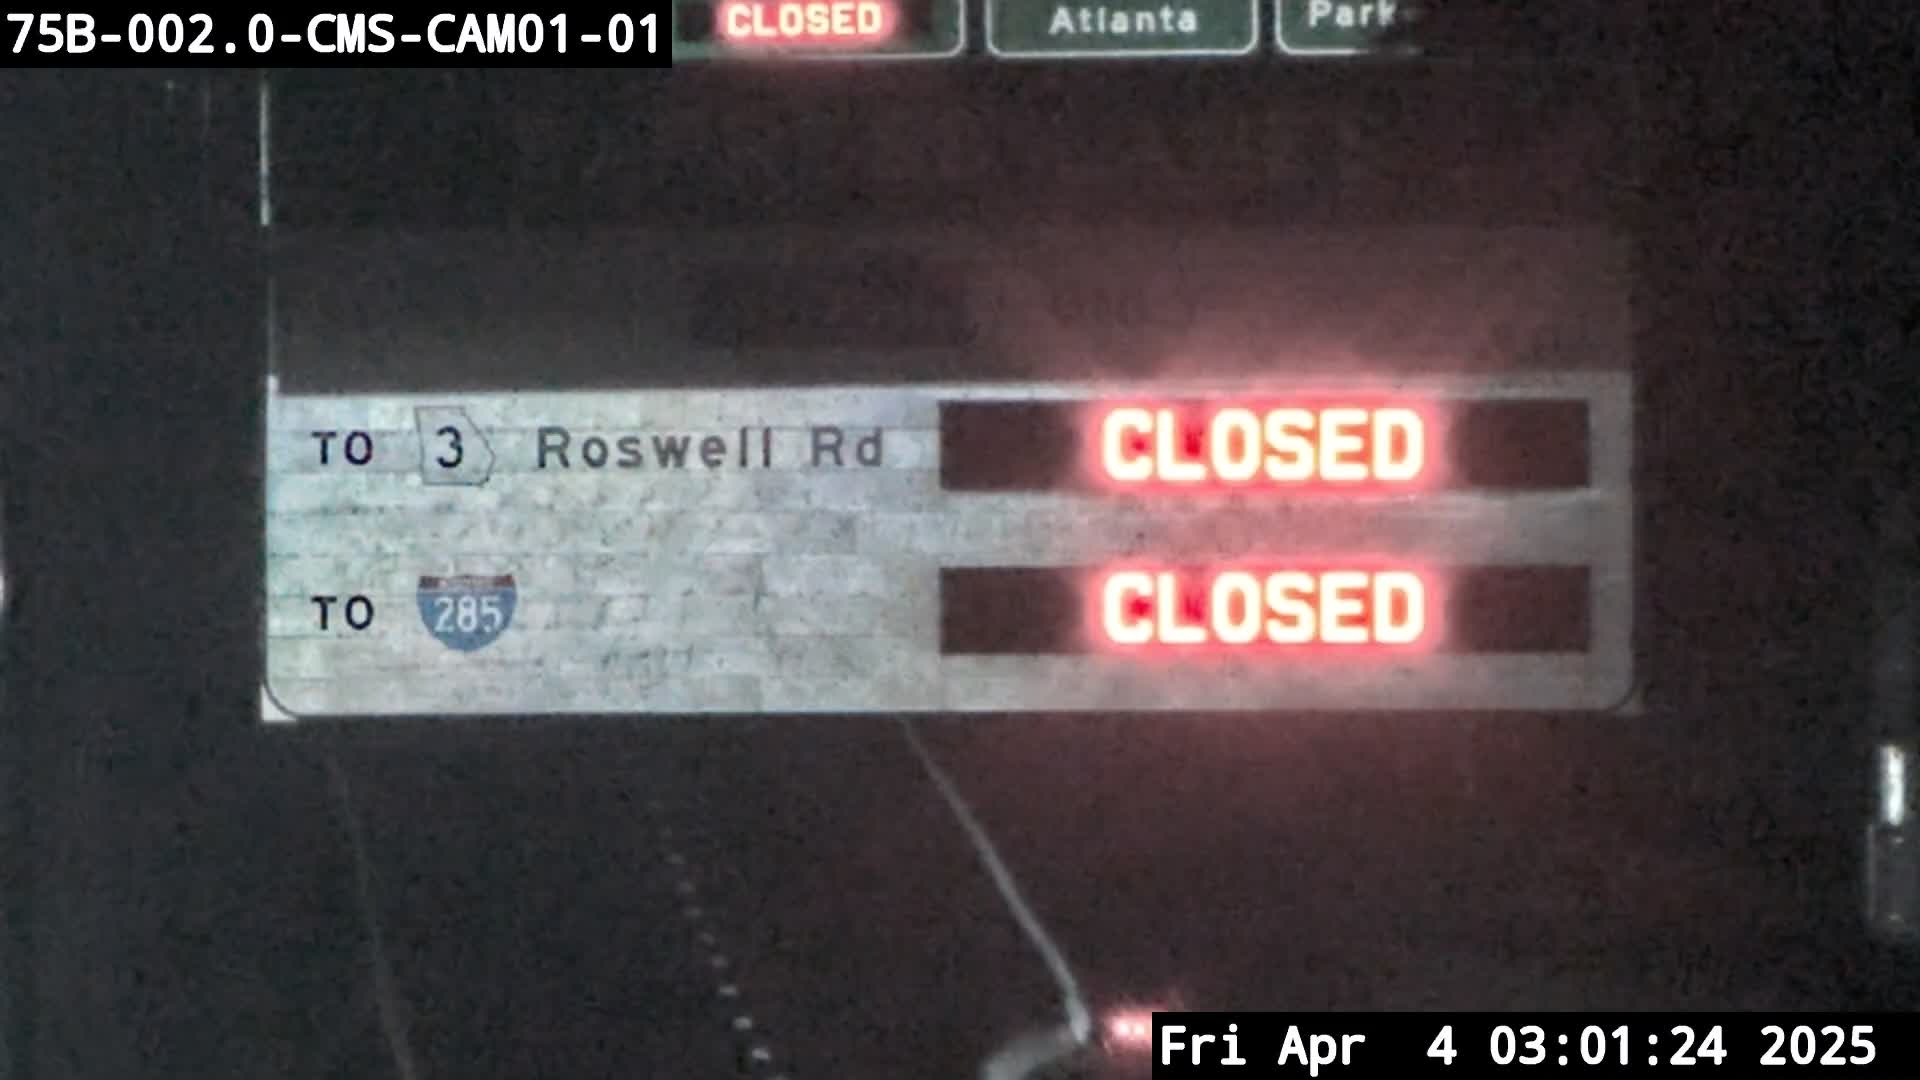 75B-002.0-CMS-CAM01-01
CLOSED
Atlanta
Park
TO 3 Roswell Rd CLOSED
TO 285 CLOSED
Fri Apr 4 03:01:24 2025